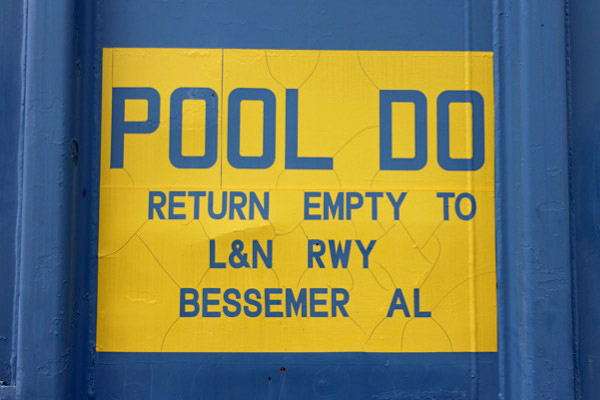 POOL DO
RETURN EMPTY TO
L&N RWY
BESSEMER AL